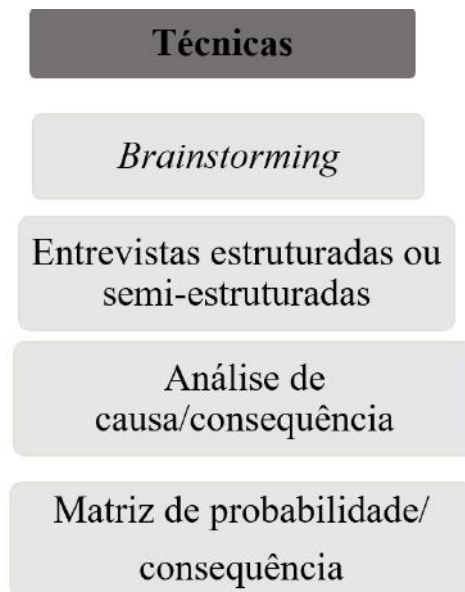 Técnicas
Brainstorming
Entrevistas estruturadas ou
semi-estruturadas
Análise de
causa/consequência
Matriz de probabilidade/
consequência